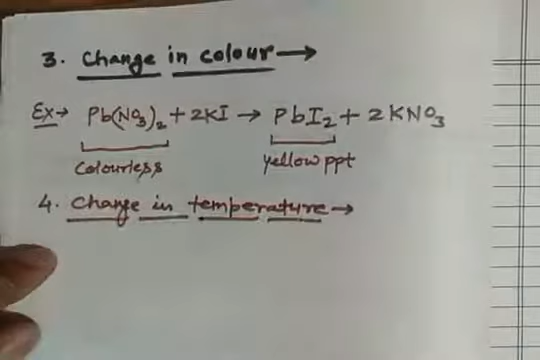 3. Change in colour →
Ex → Pb(NO3)2 + 2KI → PbI2 + 2KNO3
Colourless yellow ppt
4. Change in temperature →